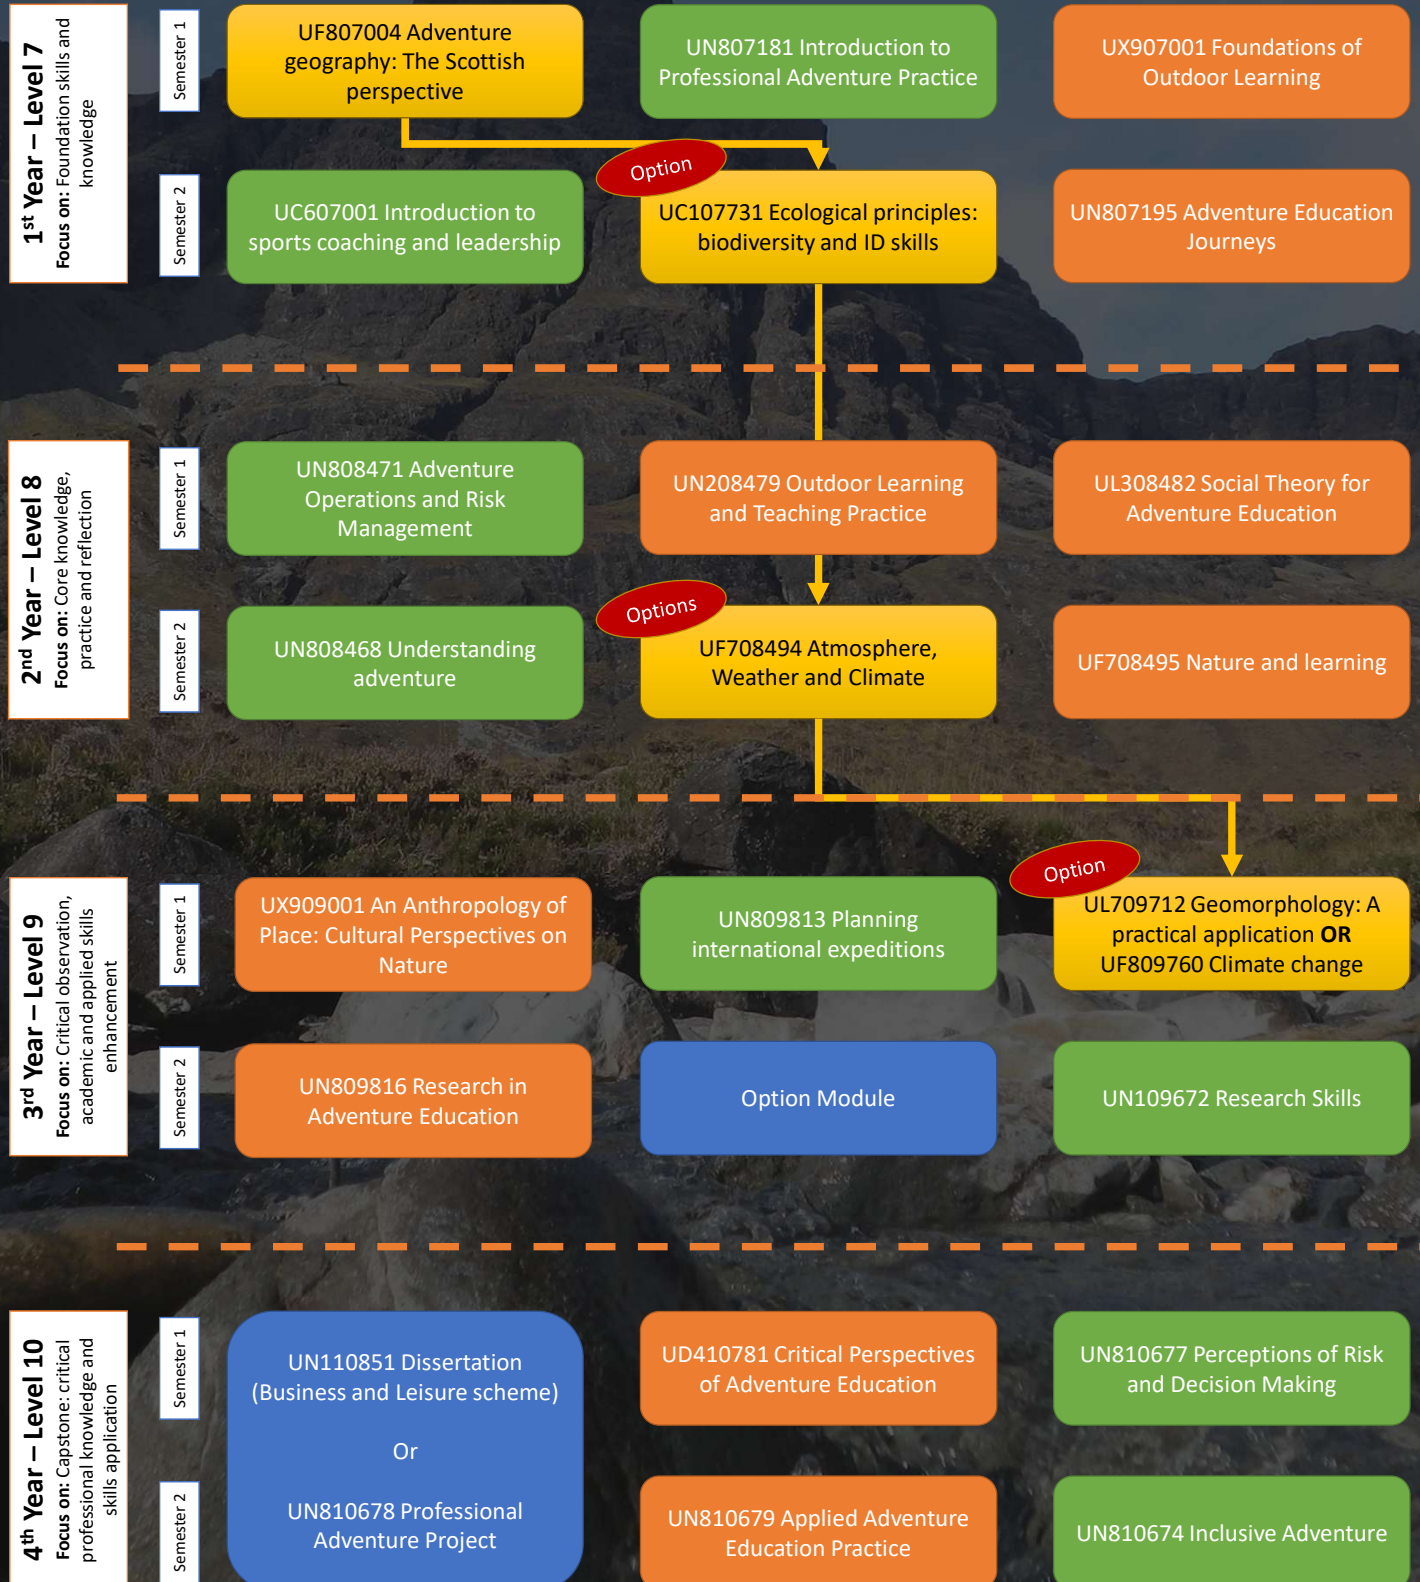 1st Year – Level 7
Focus on: Foundation skills and
knowledge
Semester 1
UF807004 Adventure
geography: The Scottish
perspective
UN807181 Introduction to
Professional Adventure Practice
UX907001 Foundations of
Outdoor Learning
Semester 2
UC607001 Introduction to
sports coaching and leadership
Option
UC107731 Ecological principles:
biodiversity and ID skills
UN807195 Adventure Education
Journeys
2nd Year – Level 8
Focus on: Core knowledge,
practice and reflection
Semester 1
UN808471 Adventure
Operations and Risk
Management
UN208479 Outdoor Learning
and Teaching Practice
UL308482 Social Theory for
Adventure Education
Semester 2
UN808468 Understanding
adventure
Options
UF708494 Atmosphere,
Weather and Climate
UF708495 Nature and learning
3rd Year – Level 9
Focus on: Critical observation,
academic and applied skills
enhancement
Semester 1
UX909001 An Anthropology of
Place: Cultural Perspectives on
Nature
UN809813 Planning
international expeditions
Option
UL709712 Geomorphology: A
practical application OR
UF809760 Climate change
Semester 2
UN809816 Research in
Adventure Education
Option Module
UN109672 Research Skills
4th Year – Level 10
Focus on: Capstone: critical
professional knowledge and
skills application
Semester 1
UN110851 Dissertation
(Business and Leisure scheme)
Or
UN810678 Professional
Adventure Project
UD410781 Critical Perspectives
of Adventure Education
UN810677 Perceptions of Risk
and Decision Making
Semester 2
UN810679 Applied Adventure
Education Practice
UN810674 Inclusive Adventure